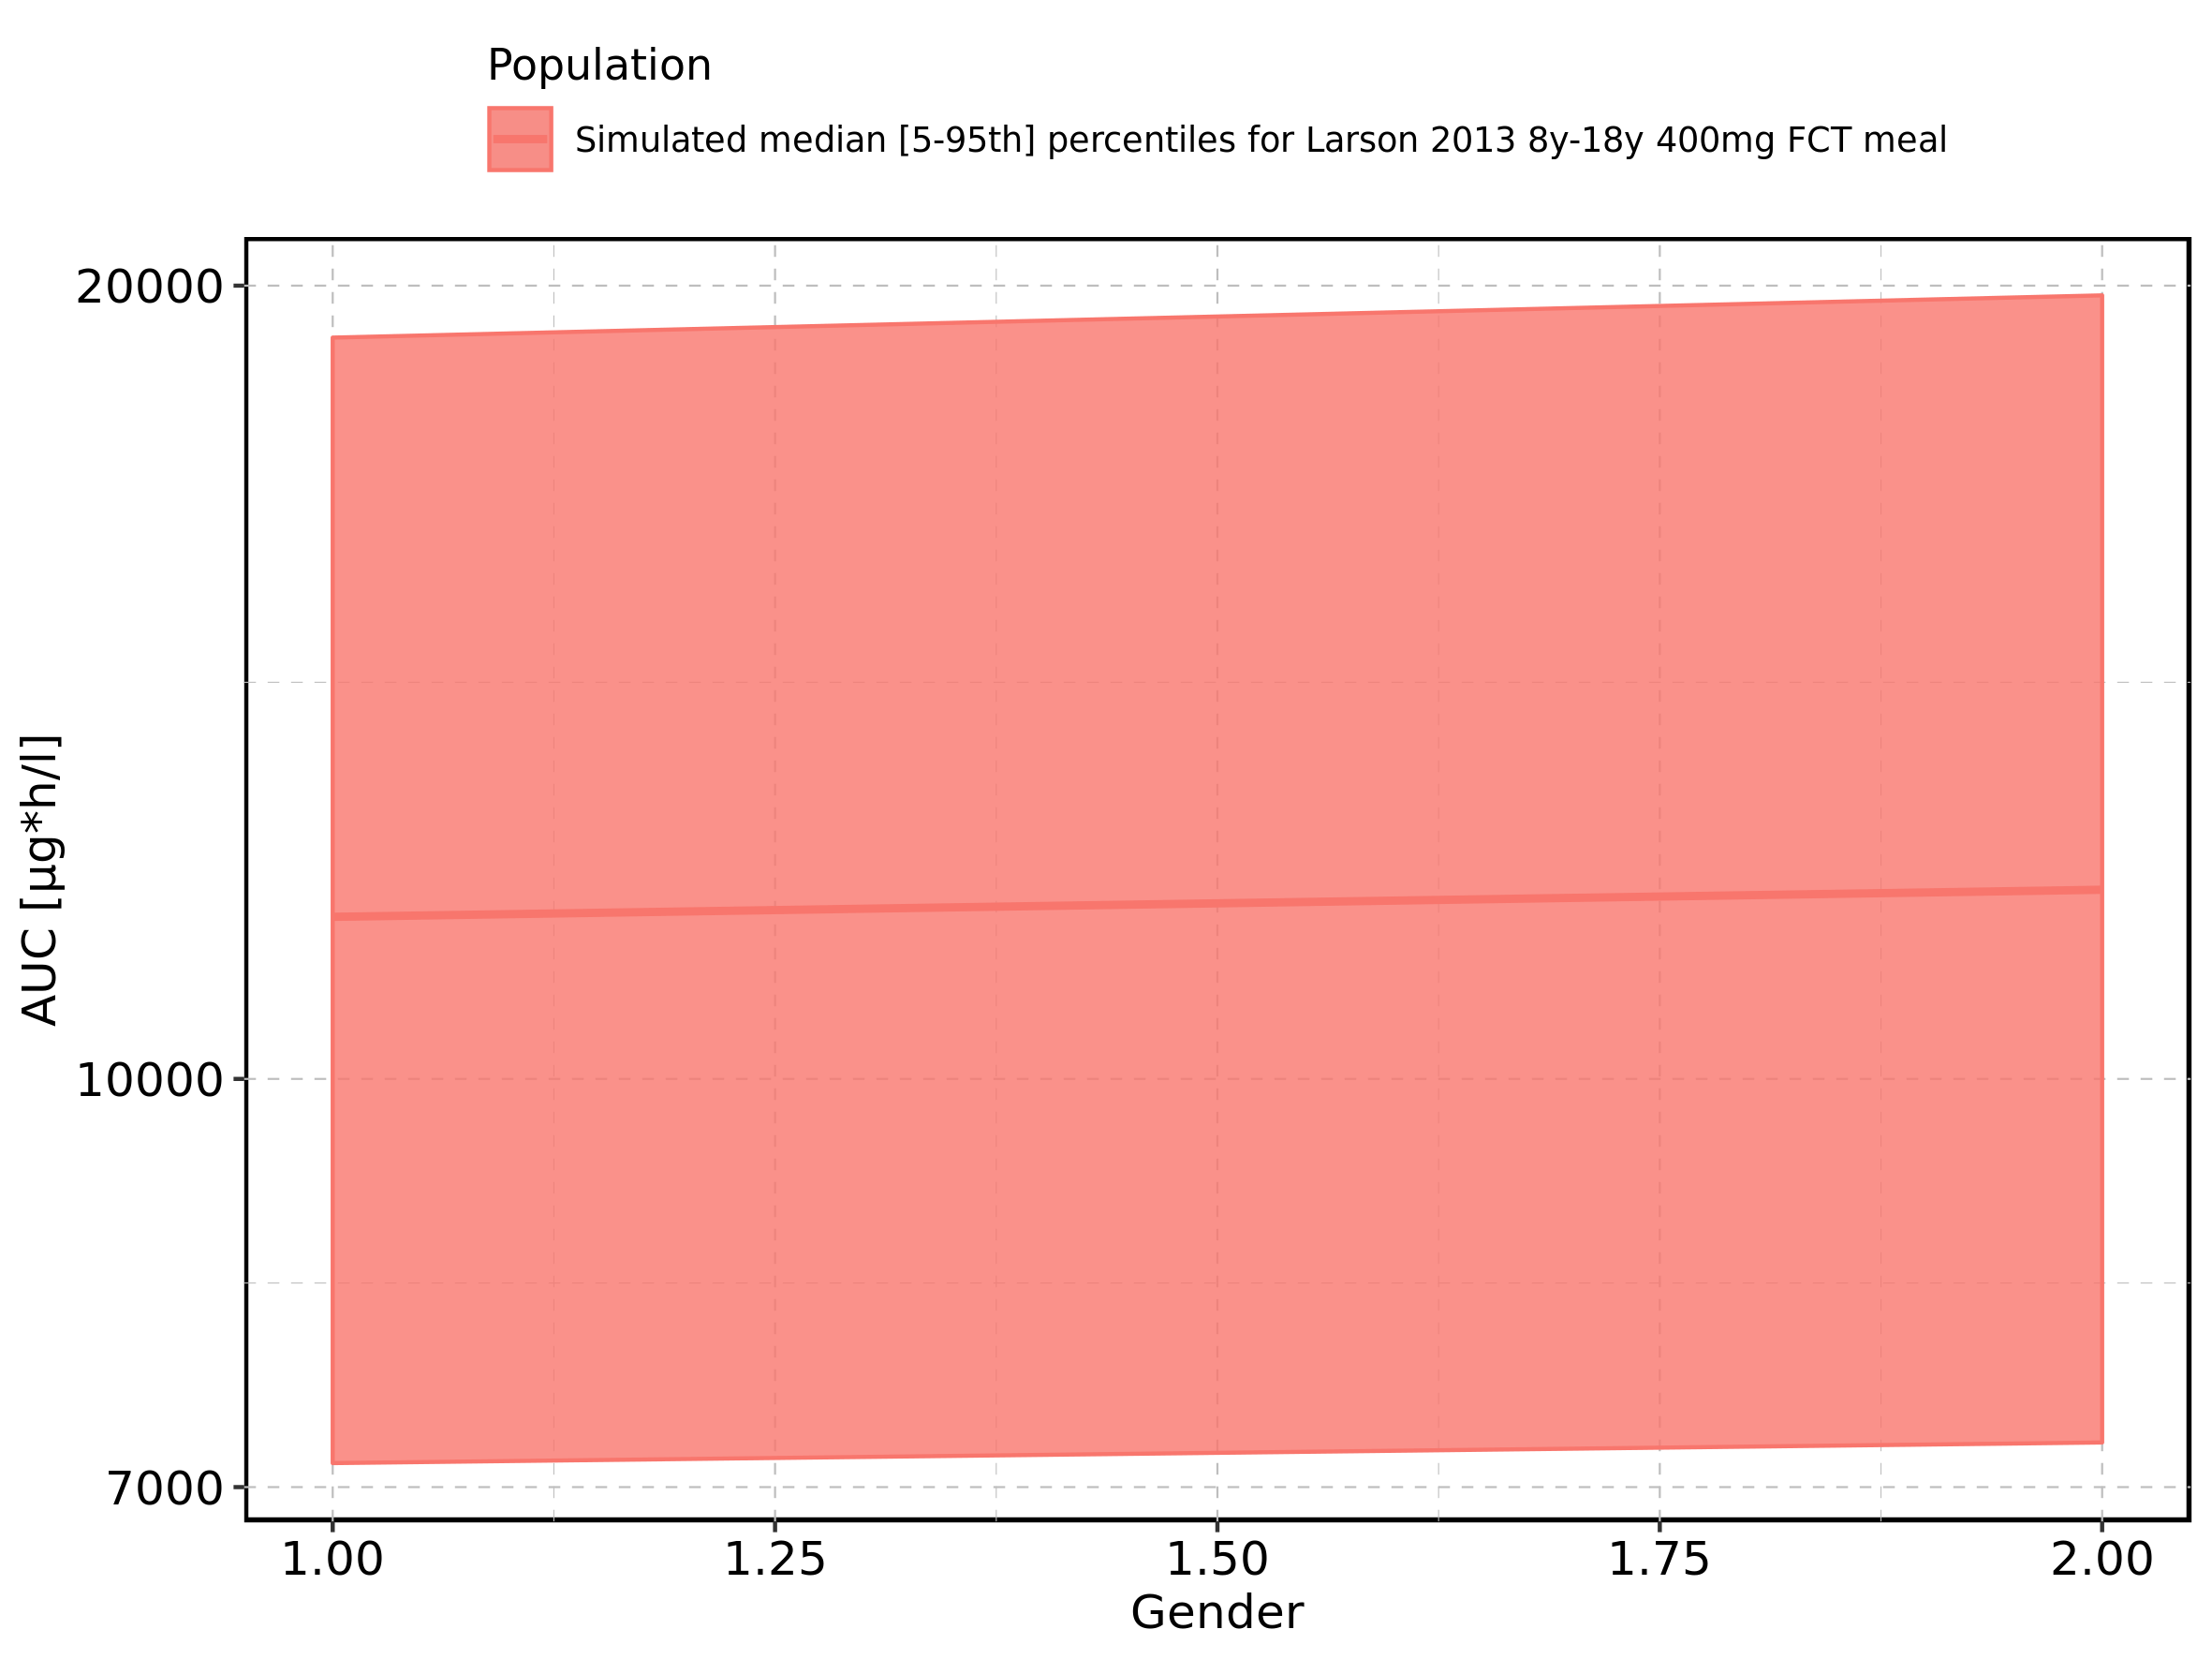 Population
Simulated median [5-95th] percentiles for Larson 2013 8y-18y 400mg FCT meal
20000
10000
7000
AUC [µg*h/l]
1.00 1.25 1.50 1.75 2.00
Gender